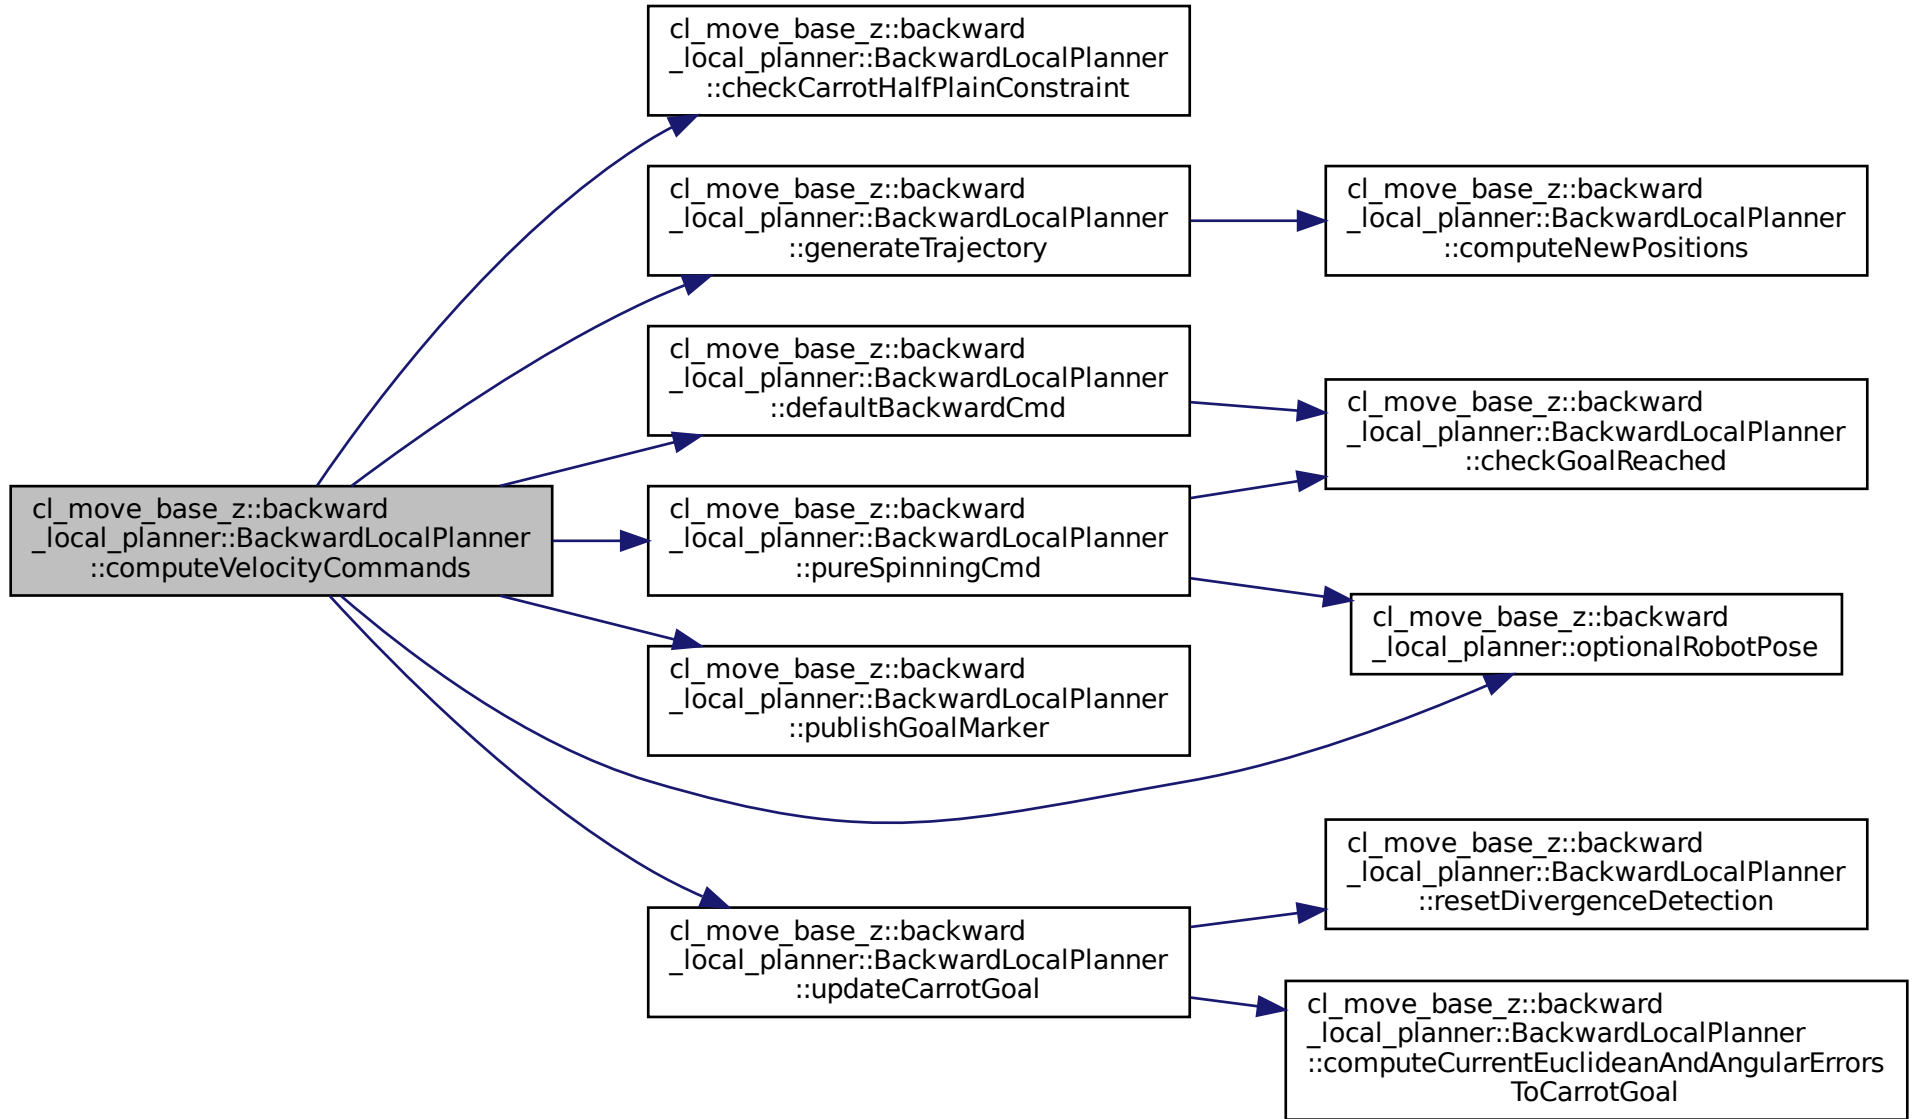 cl_move_base_z::backward
_local_planner::BackwardLocalPlanner
::computeVelocityCommands
cl_move_base_z::backward
_local_planner::BackwardLocalPlanner
::checkCarrotHalfPlainConstraint
cl_move_base_z::backward
_local_planner::BackwardLocalPlanner
::generateTrajectory
cl_move_base_z::backward
_local_planner::BackwardLocalPlanner
::computeNewPositions
cl_move_base_z::backward
_local_planner::BackwardLocalPlanner
::defaultBackwardCmd
cl_move_base_z::backward
_local_planner::BackwardLocalPlanner
::checkGoalReached
cl_move_base_z::backward
_local_planner::BackwardLocalPlanner
::pureSpinningCmd
cl_move_base_z::backward
_local_planner::optionalRobotPose
cl_move_base_z::backward
_local_planner::BackwardLocalPlanner
::publishGoalMarker
cl_move_base_z::backward
_local_planner::BackwardLocalPlanner
::updateCarrotGoal
cl_move_base_z::backward
_local_planner::BackwardLocalPlanner
::resetDivergenceDetection
cl_move_base_z::backward
_local_planner::BackwardLocalPlanner
::computeCurrentEuclideanAndAngularErrors
ToCarrotGoal